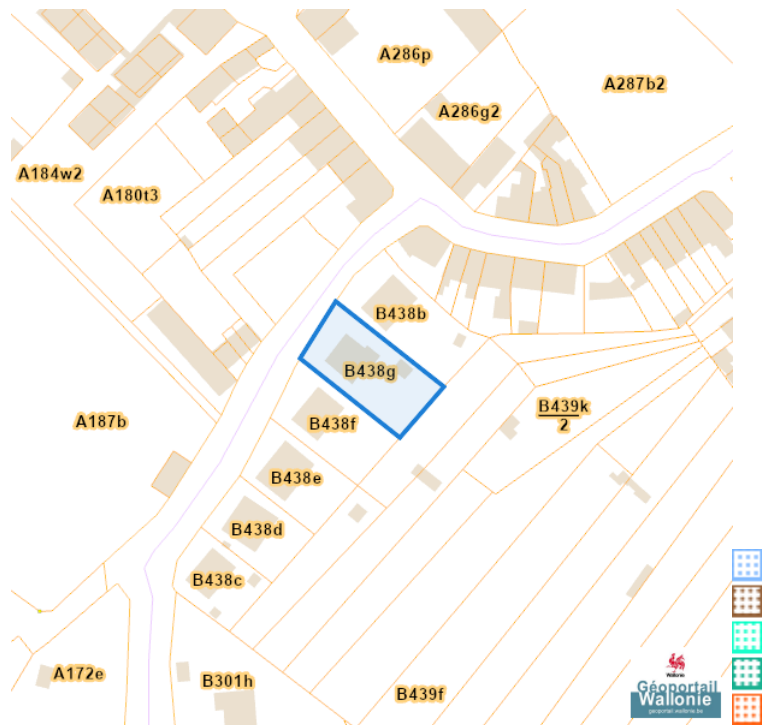 A286p
A287b2
A286g2
A184w2
A180t3
B438b
B438g
B439k
2
B438f
A187b
B438e
B438d
B438c
A172e
B301h
B439f
Wallonie
Géoportail
Wallonie
geoportail.wallonie.be